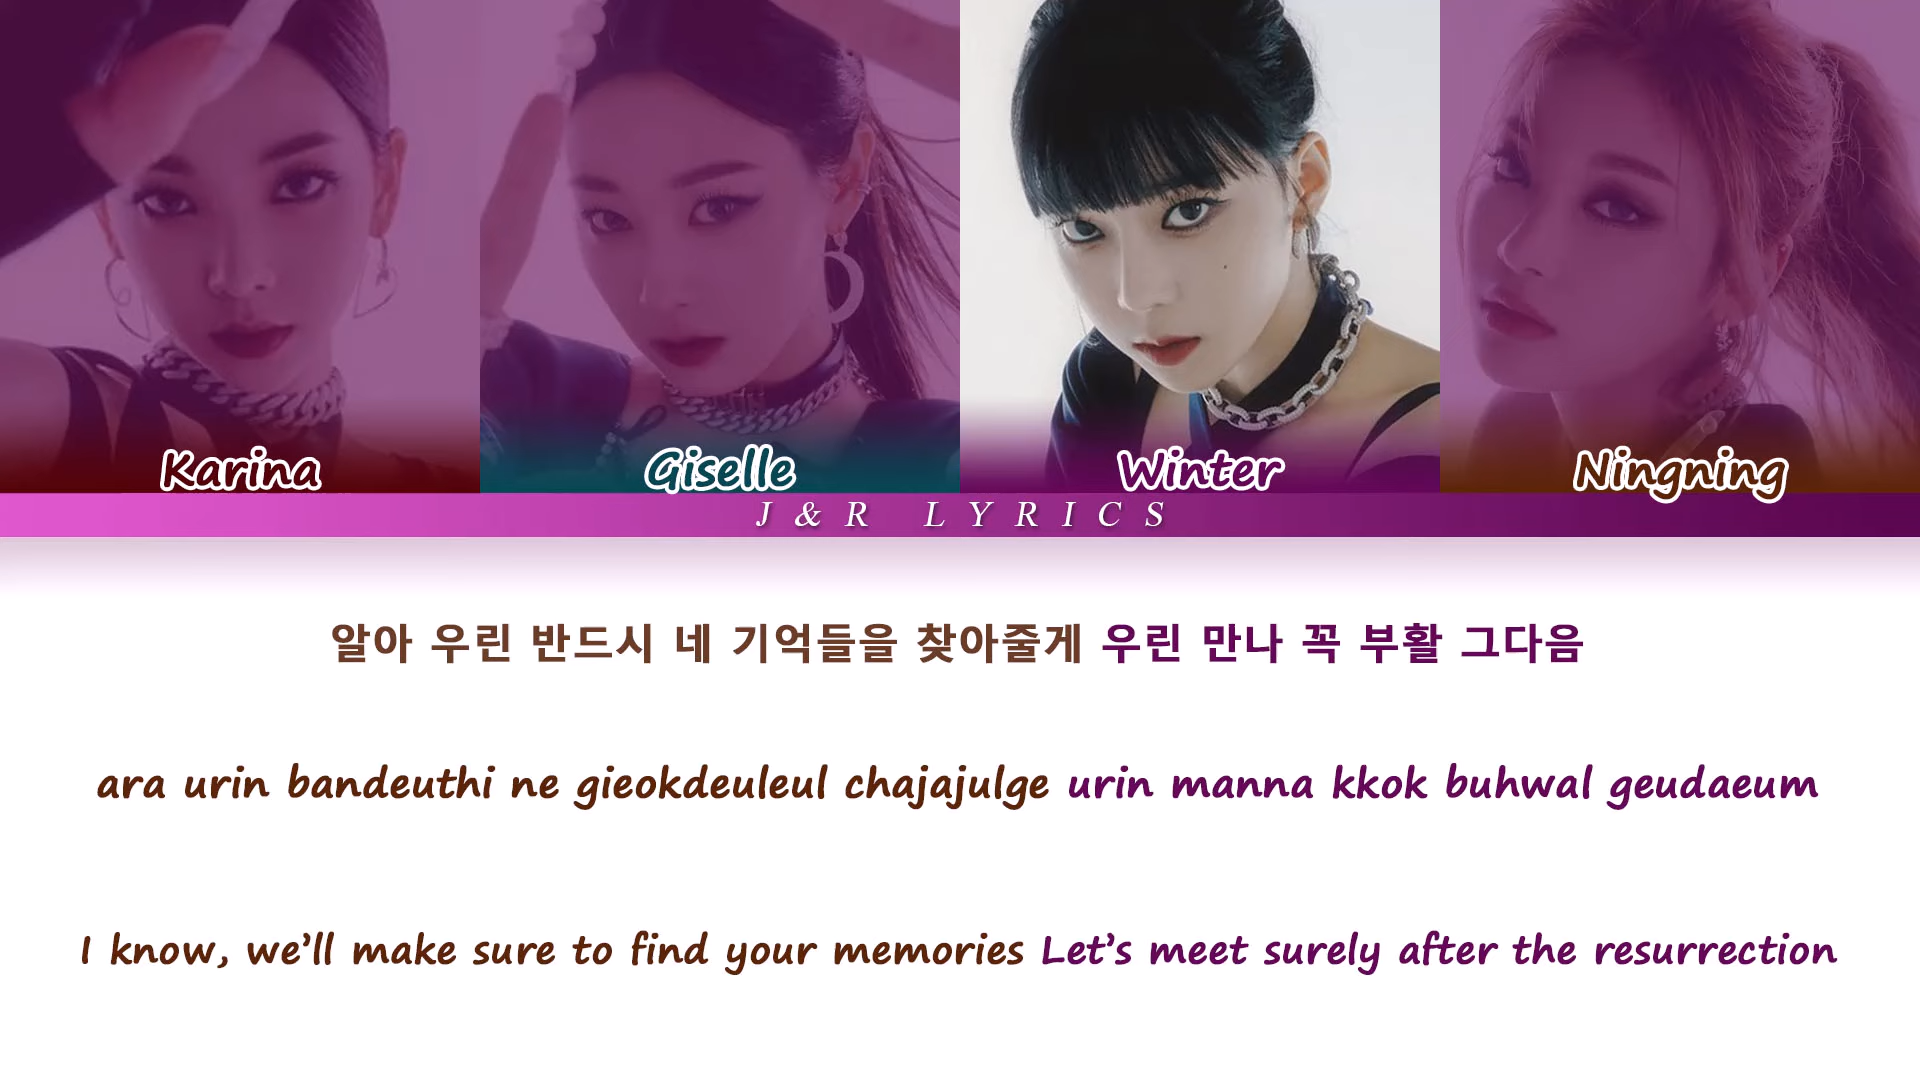 Karina Giselle Winter Ningning
J&R LYRICS
알아 우린 반드시 네 기억들을 찾아줄게 우린 만나 꼭 부활 그다음
ara urin bandeuthi ne gieokdeuleul chajajulge urin manna kkok buhwal geudaeum
I know, we’ll make sure to find your memories Let’s meet surely after the resurrection